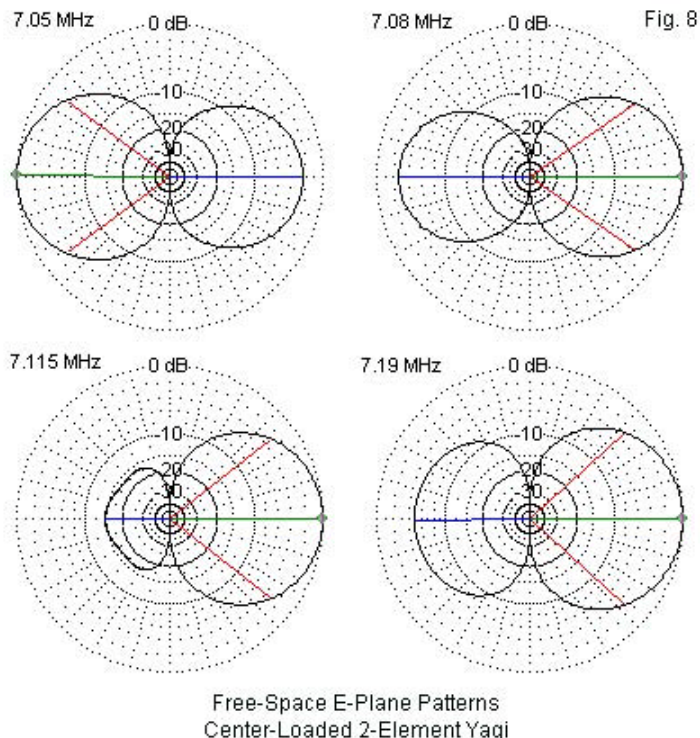 7.05 MHz
0 dB
-10
-20
-30
7.08 MHz
0 dB
-10
-20
-30
Fig. 8
7.115 MHz
0 dB
-10
-20
-30
7.19 MHz
0 dB
-10
-20
-30
Free-Space E-Plane Patterns
Center-Loaded 2-Element Yagi